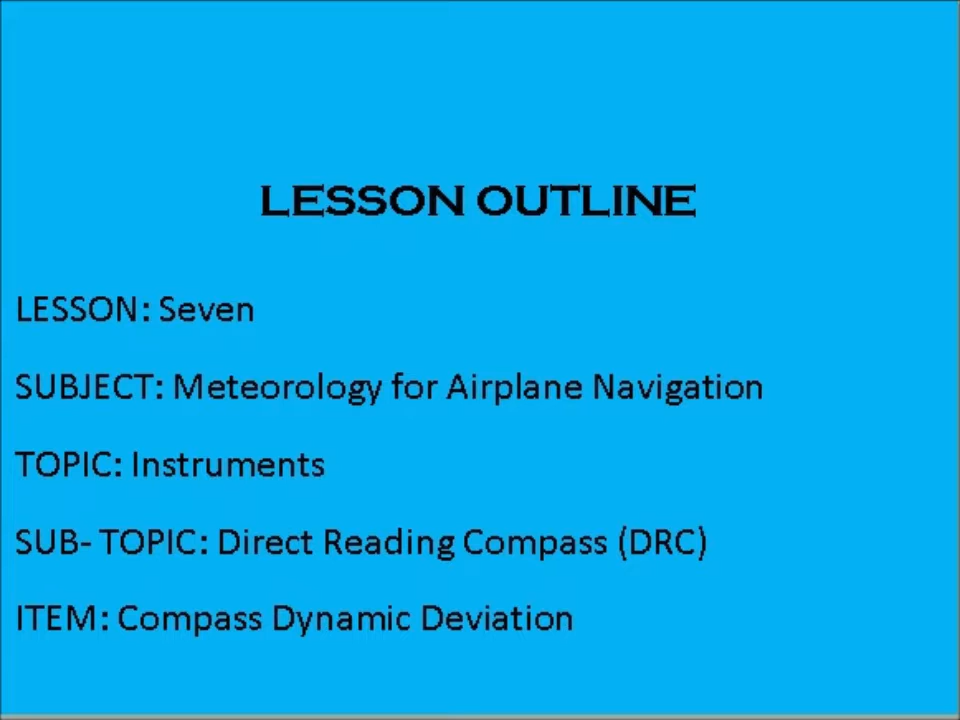 LESSON OUTLINE
LESSON: Seven
SUBJECT: Meteorology for Airplane Navigation
TOPIC: Instruments
SUB- TOPIC: Direct Reading Compass (DRC)
ITEM: Compass Dynamic Deviation